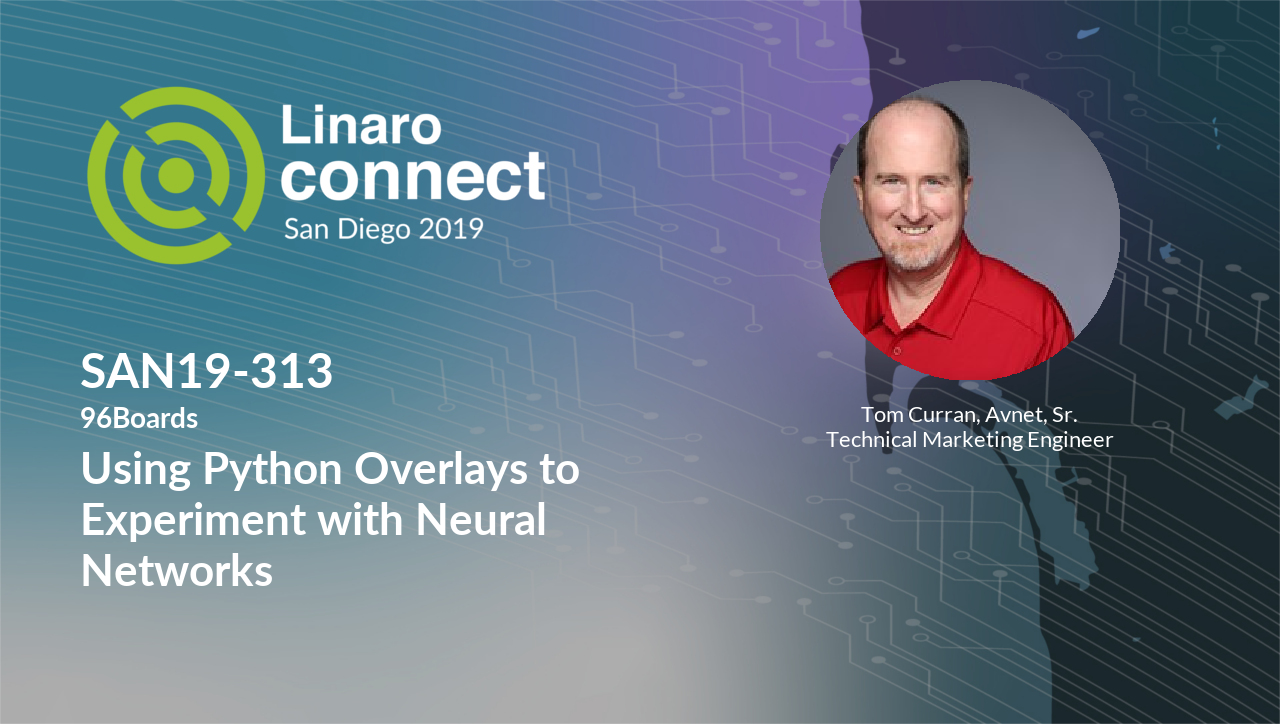 Linaro
connect
San Diego 2019
SAN19-313
96Boards
Using Python Overlays to
Experiment with Neural
Networks
Tom Curran, Avnet, Sr.
Technical Marketing Engineer